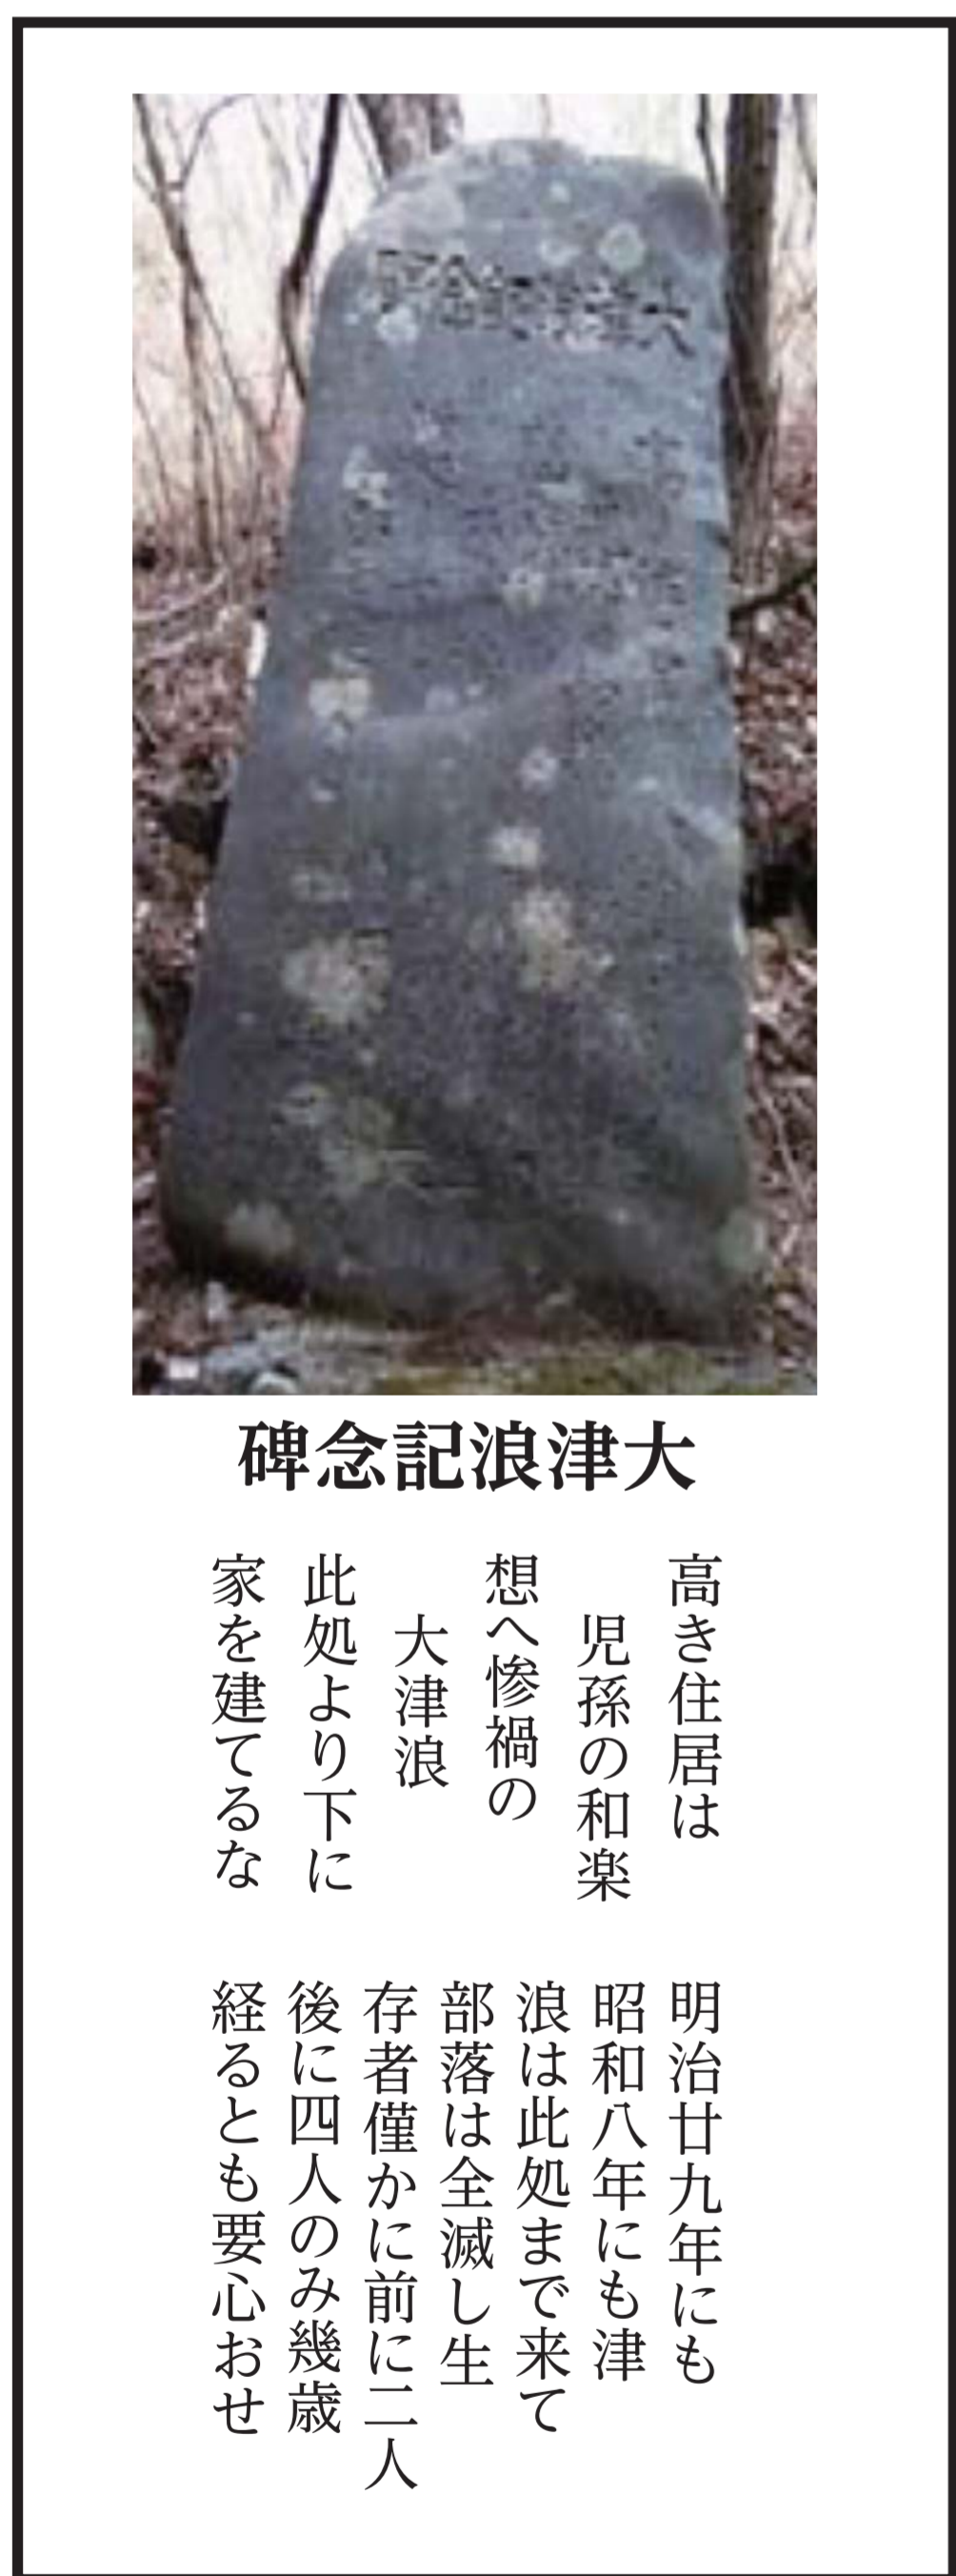 大津浪記念碑
高き住居は
児孫の和楽
想へ惨禍の
大津浪
此処より下に
家を建てるな
明治廿九年にも
昭和八年にも津
浪は此処まで来て
部落は全滅し生
存者僅かに前に二人
後に四人のみ幾歳
経るとも要心おせ